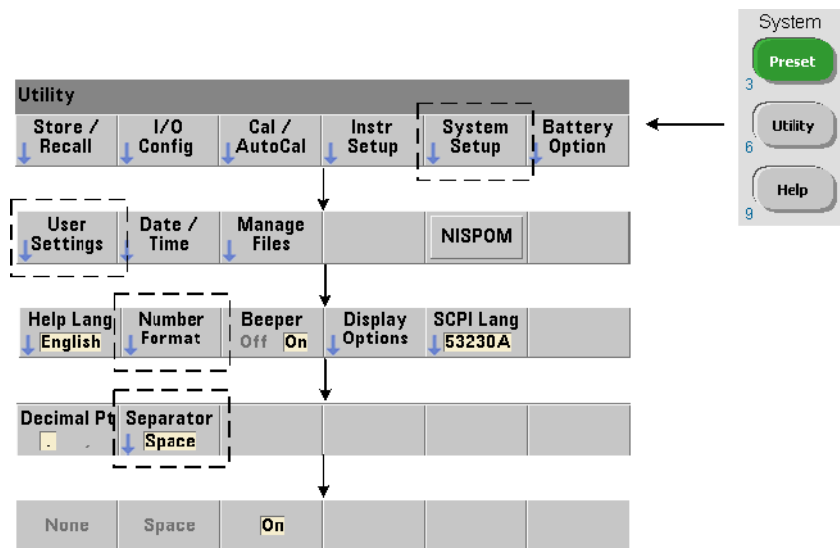 System
Preset
3
Utility
6
Help
9
Utility
Store / Recall
I/O Config
Cal / AutoCal
Instr Setup
System Setup
Battery Option
User Settings
Date / Time
Manage Files
NISPOM
Help Lang
English
Number Format
Beeper
Off On
Display Options
SCPI Lang
53230A
Decimal Pt
. ,
Separator
Space
None
Space
On